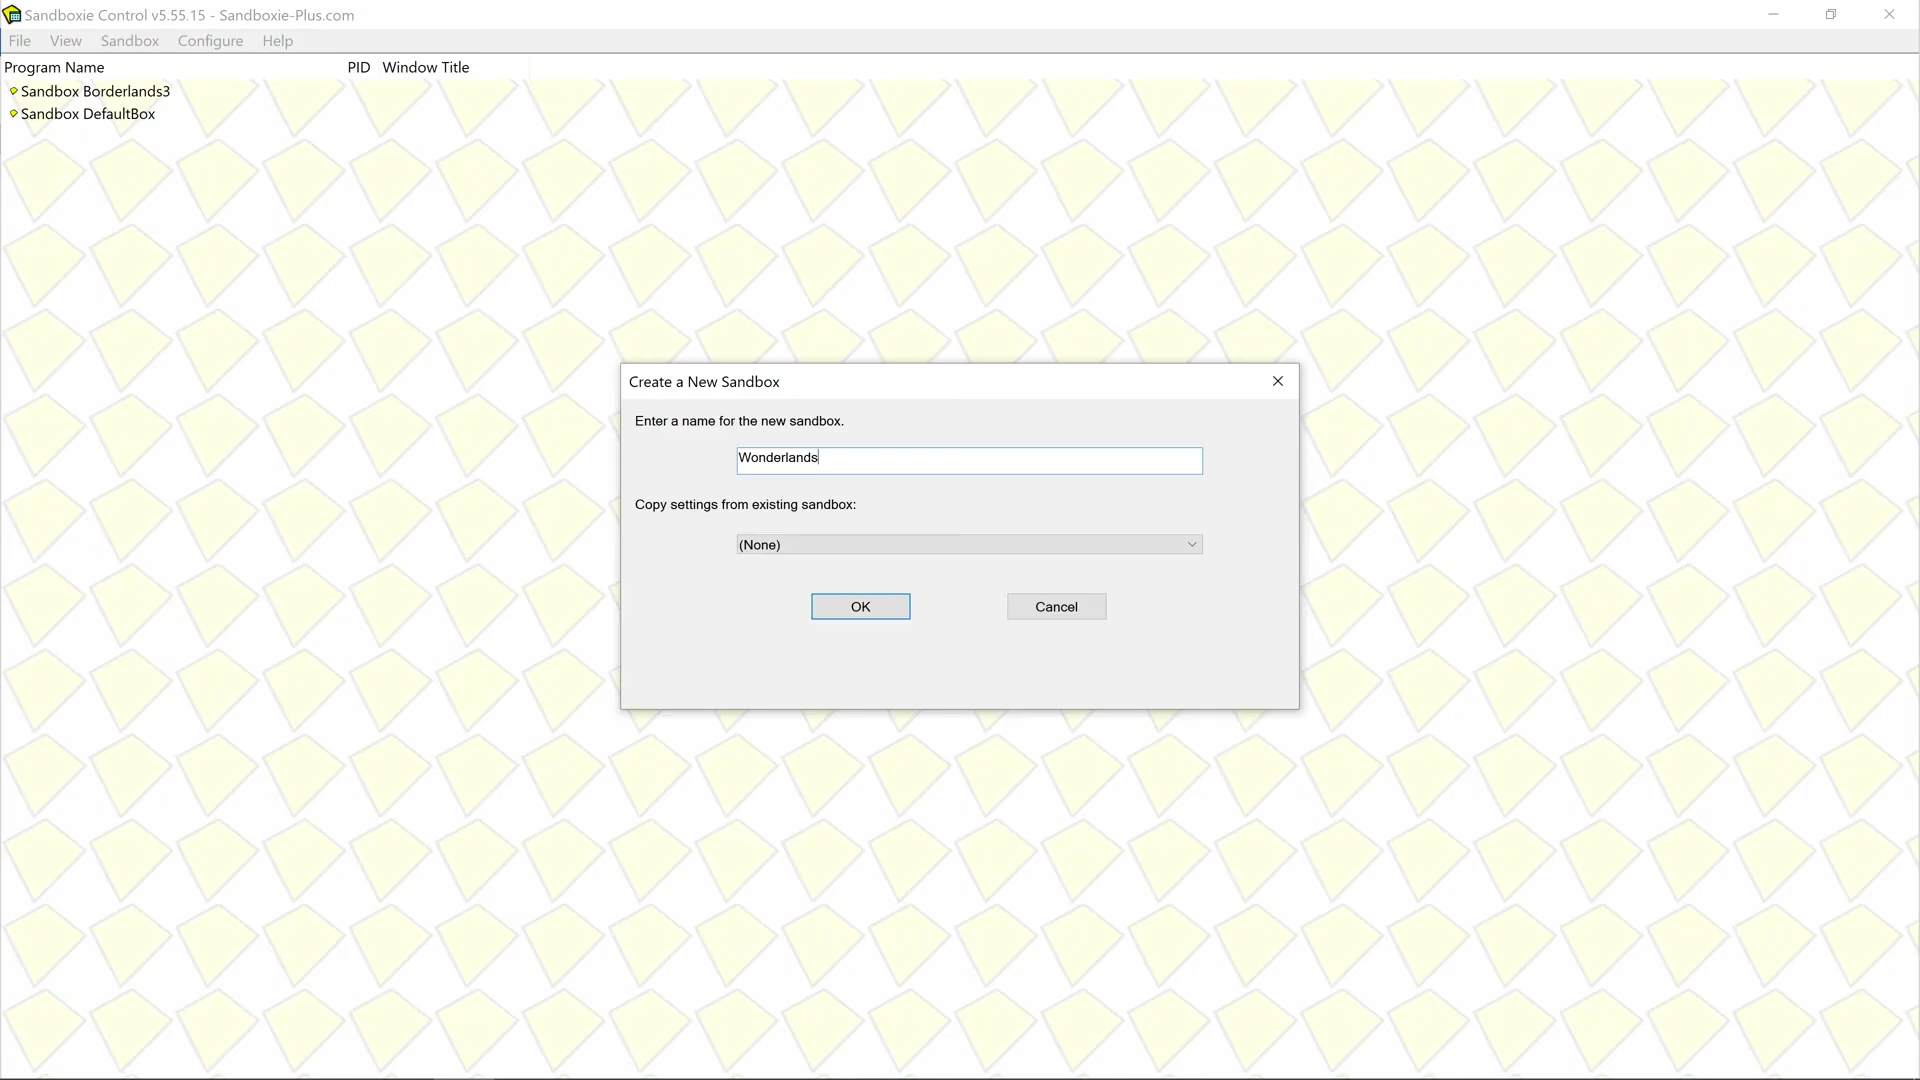 Sandboxie Control v5.55.15 - Sandboxie-Plus.com
File View Sandbox Configure Help
Program Name PID Window Title
Sandbox Borderlands3
Sandbox DefaultBox
Create a New Sandbox
Enter a name for the new sandbox.
Wonderlands
Copy settings from existing sandbox:
(None)
OK Cancel